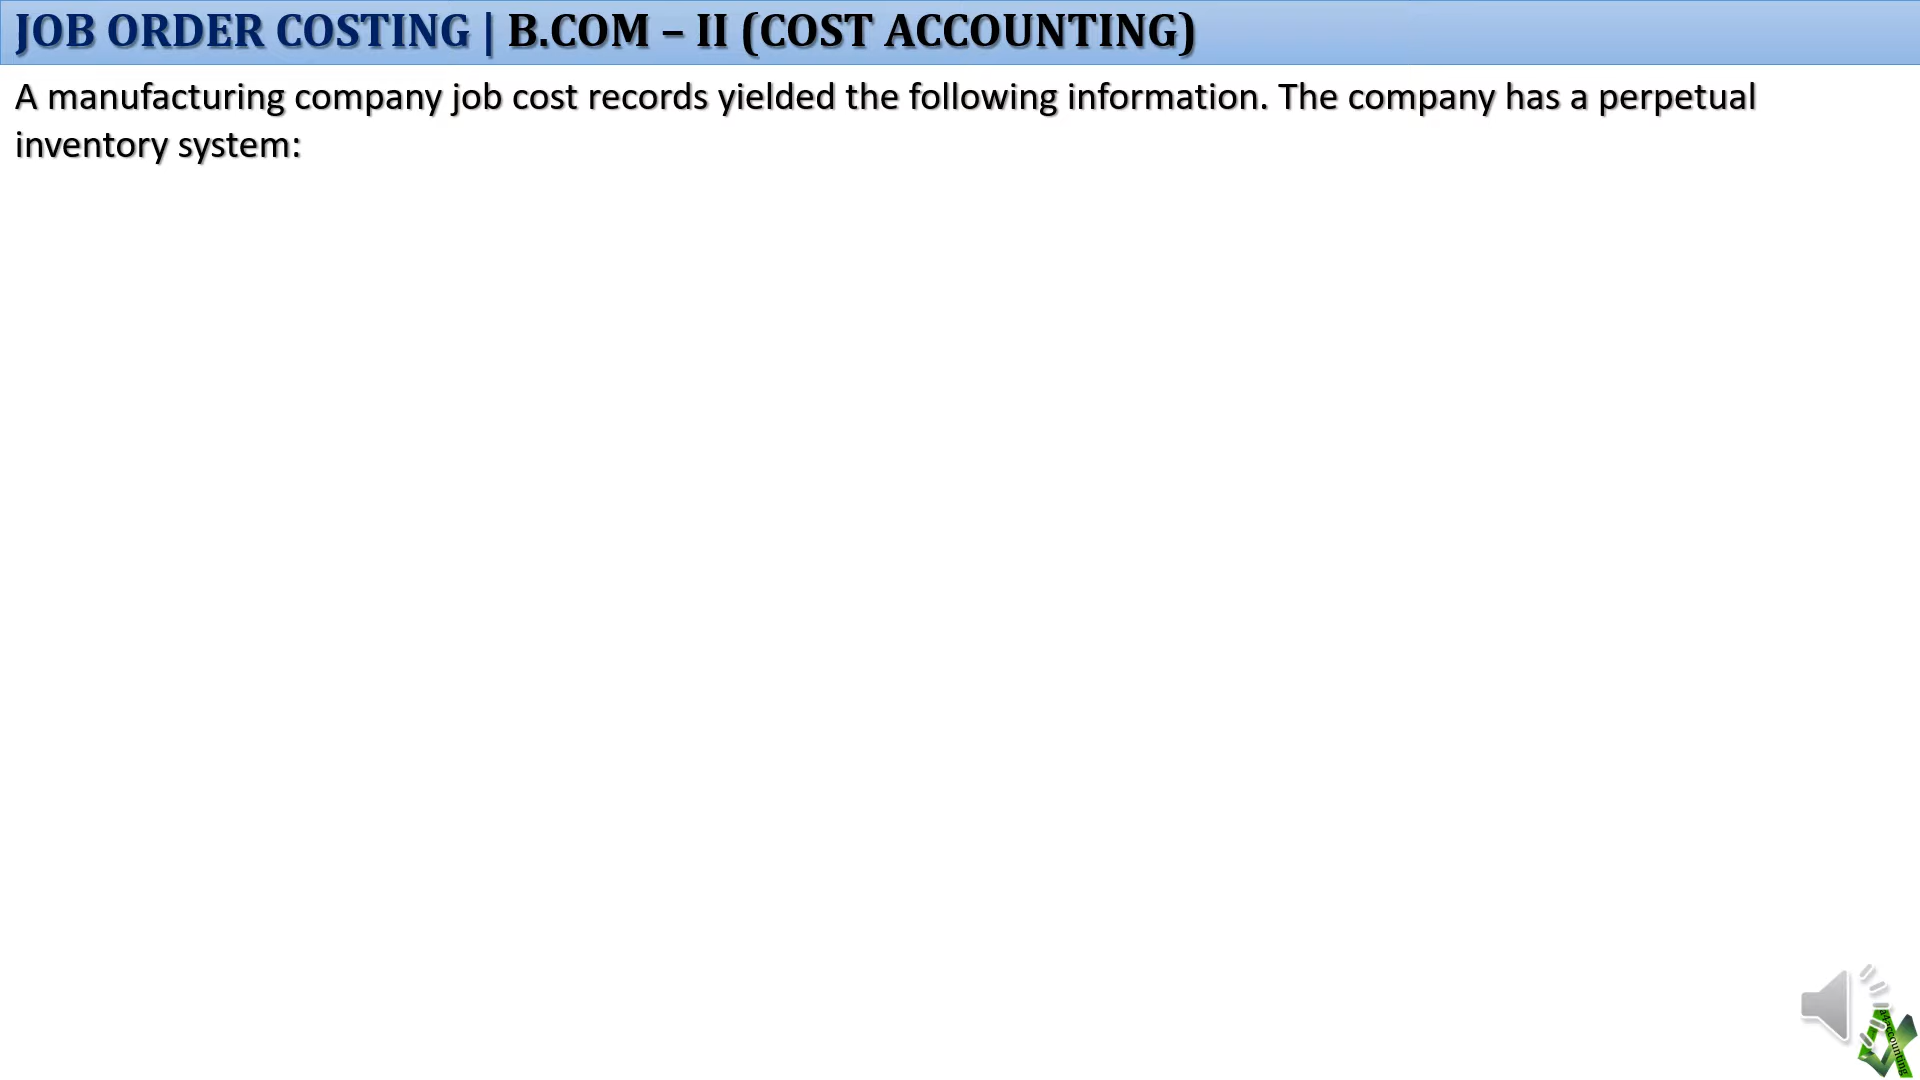 JOB ORDER COSTING | B.COM – II (COST ACCOUNTING)
A manufacturing company job cost records yielded the following information. The company has a perpetual
inventory system:
a4accounting